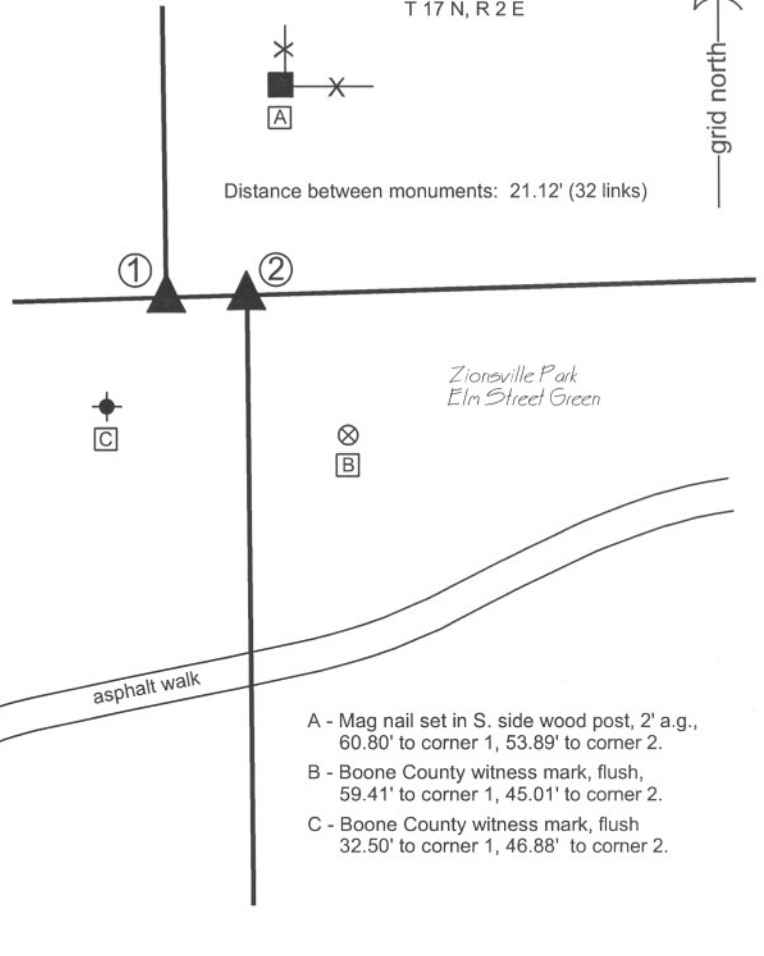 T 17 N, R 2 E
grid north
A
Distance between monuments: 21.12' (32 links)
1
2
Zionsville Park
Elm Street Green
C
B
asphalt walk
A - Mag nail set in S. side wood post, 2' a.g.,
60.80' to corner 1, 53.89' to corner 2.
B - Boone County witness mark, flush,
59.41' to corner 1, 45.01' to corner 2.
C - Boone County witness mark, flush
32.50' to corner 1, 46.88' to corner 2.